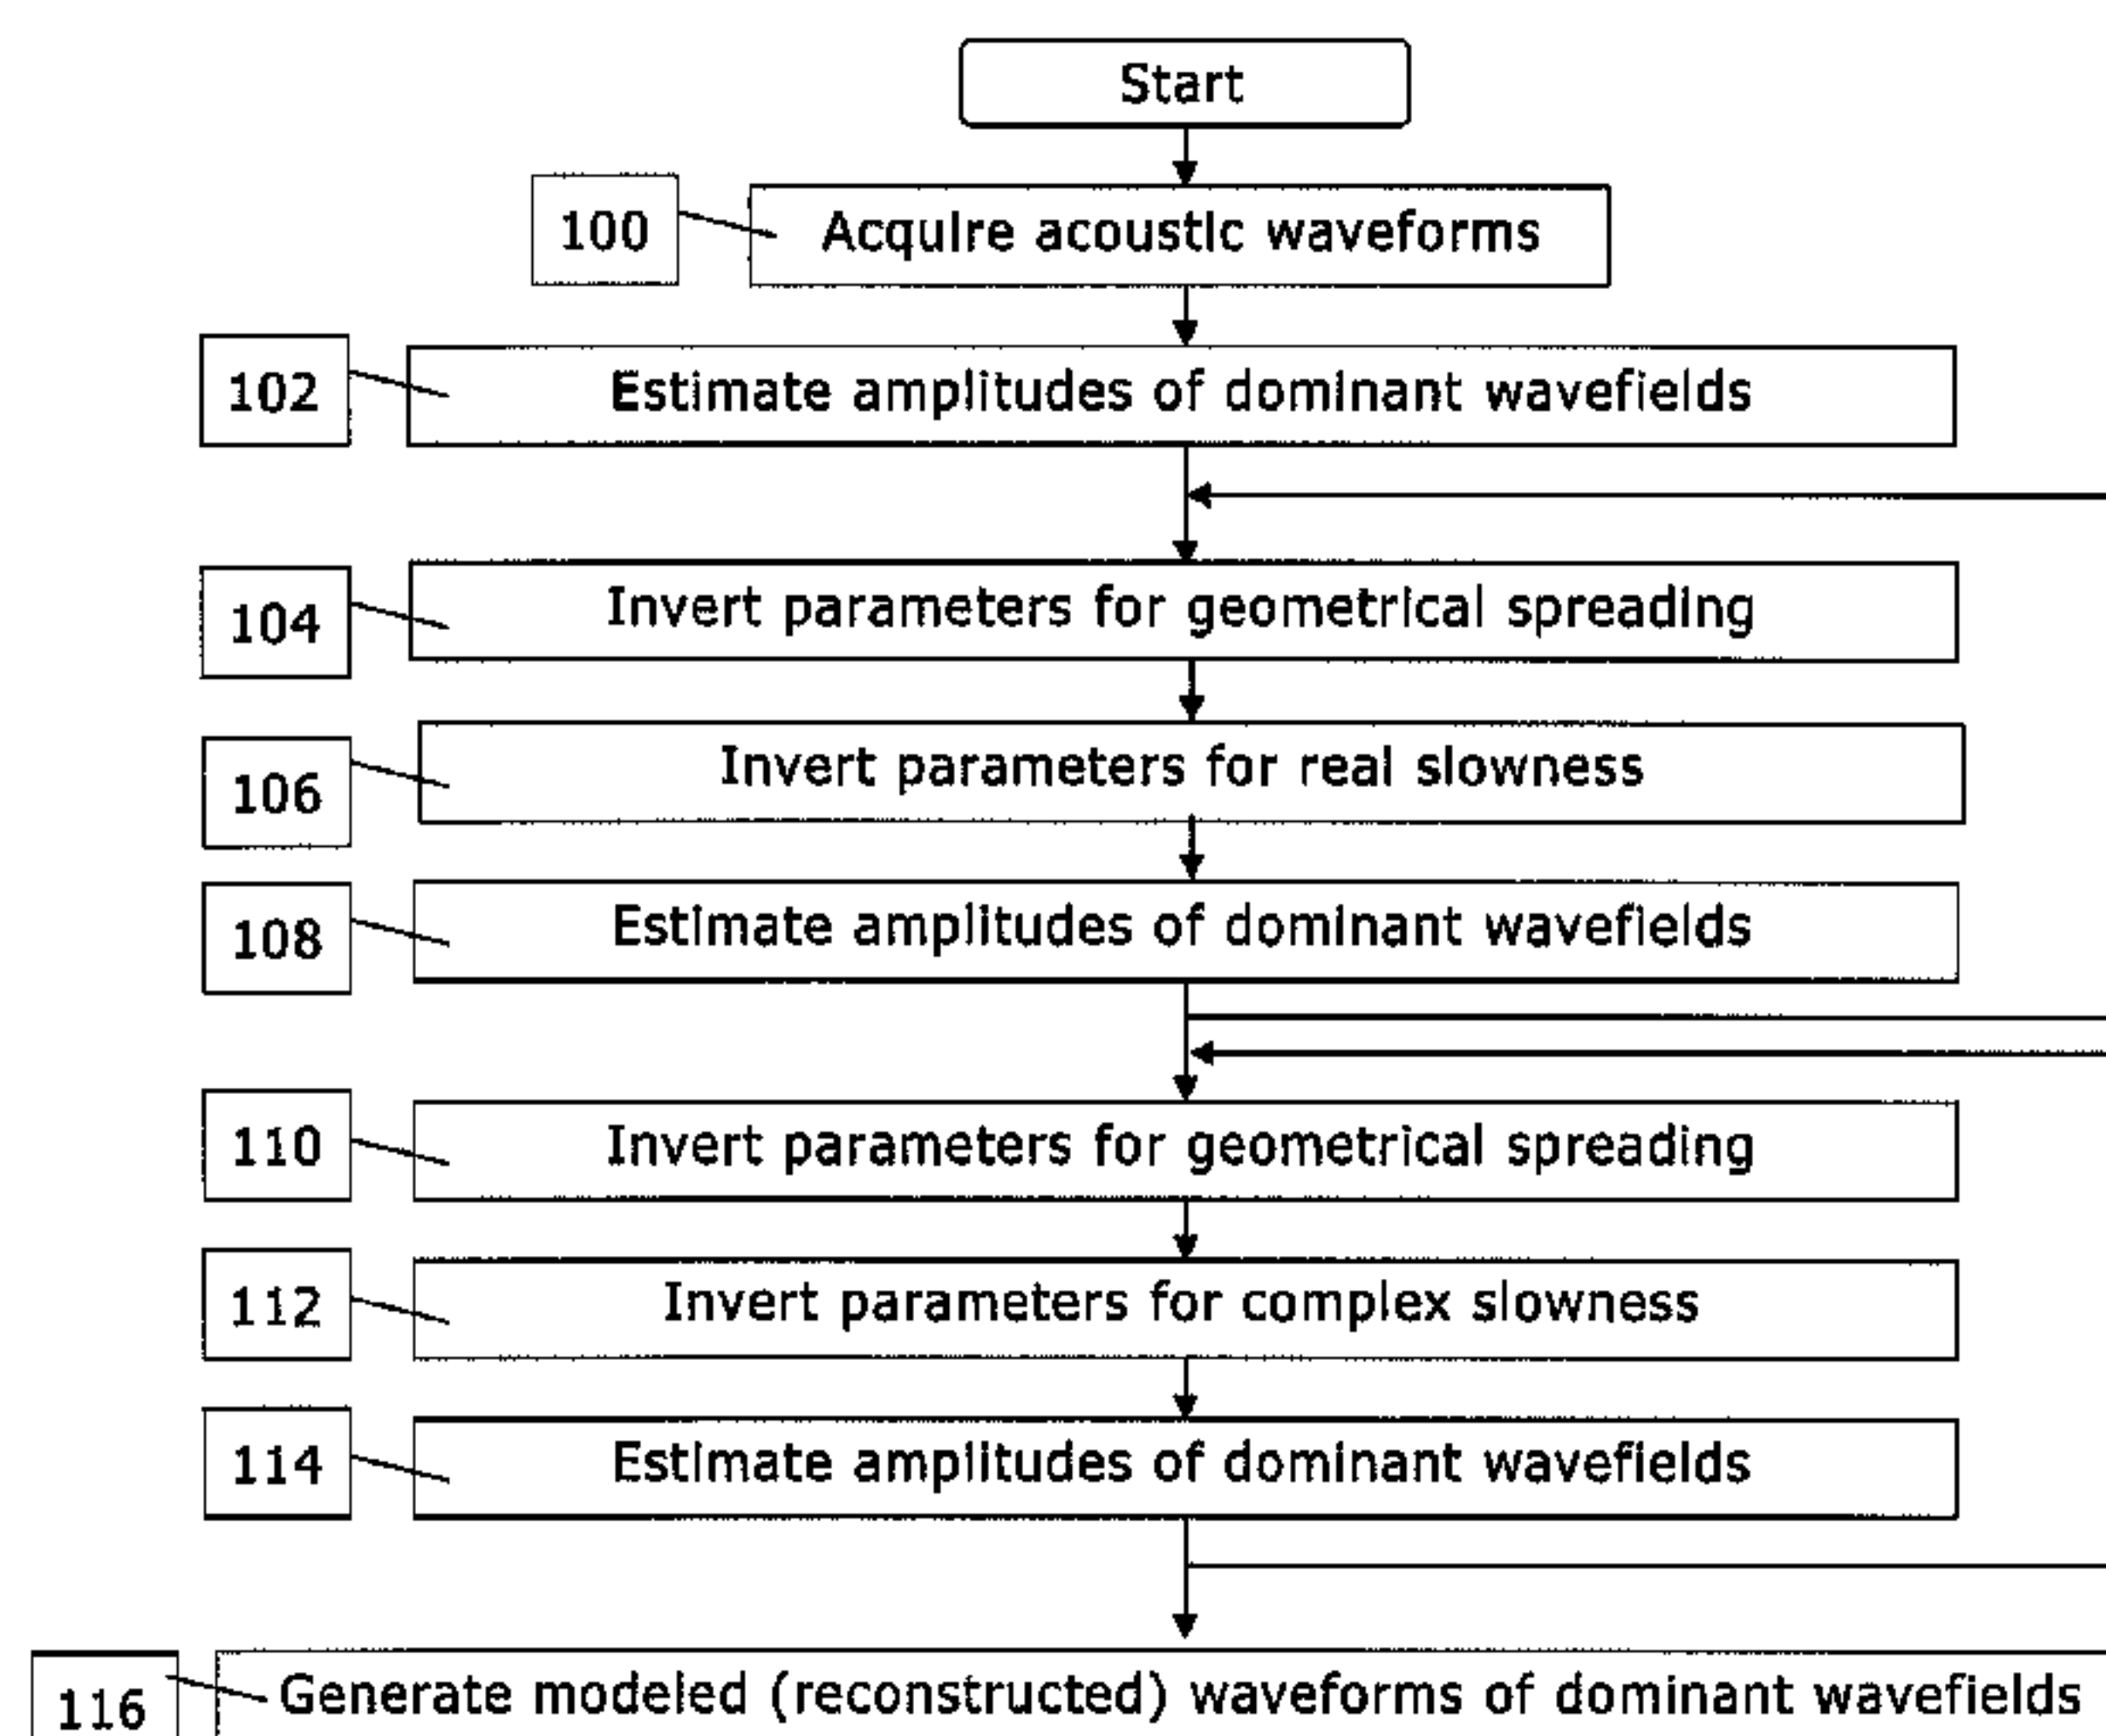 Start
100 Acquire acoustic waveforms
102 Estimate amplitudes of dominant wavefields
104 Invert parameters for geometrical spreading
106 Invert parameters for real slowness
108 Estimate amplitudes of dominant wavefields
110 Invert parameters for geometrical spreading
112 Invert parameters for complex slowness
114 Estimate amplitudes of dominant wavefields
116 Generate modeled (reconstructed) waveforms of dominant wavefields